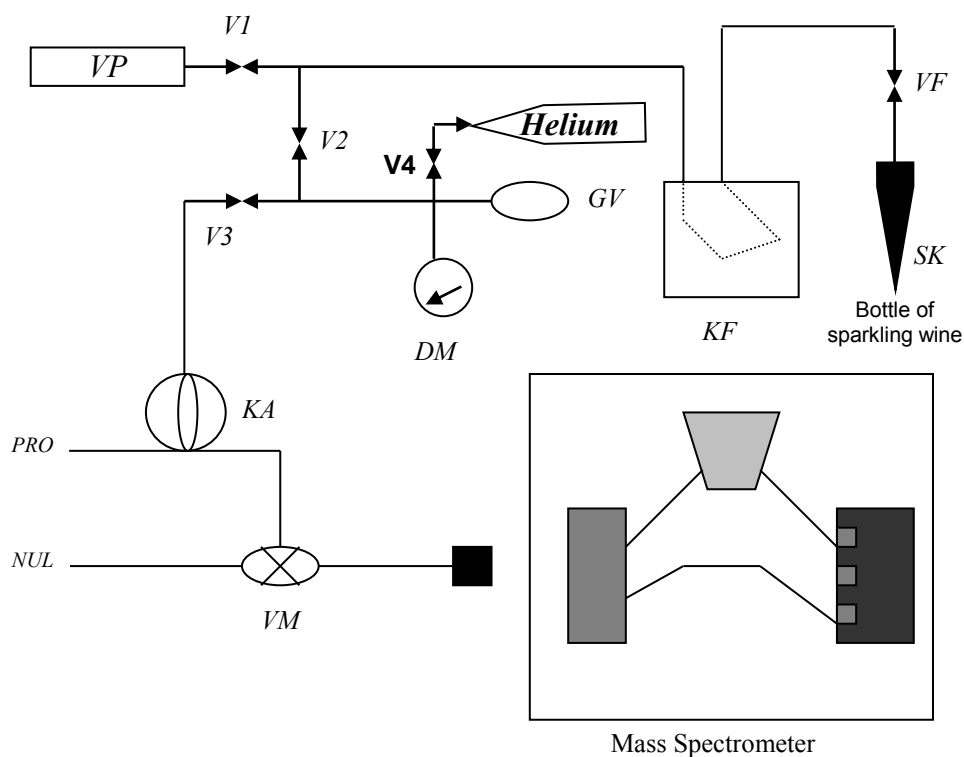 V1
VP
VF
Helium
V2
V4
GV
V3
SK
KF
Bottle of
sparkling wine
DM
KA
PRO
NUL
VM
Mass Spectrometer